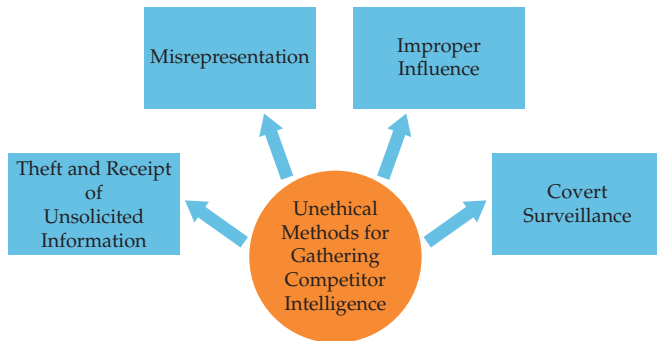 Misrepresentation
Improper
Influence
Theft and Receipt
of
Unsolicited
Information
Covert
Surveillance
Unethical
Methods for
Gathering
Competitor
Intelligence